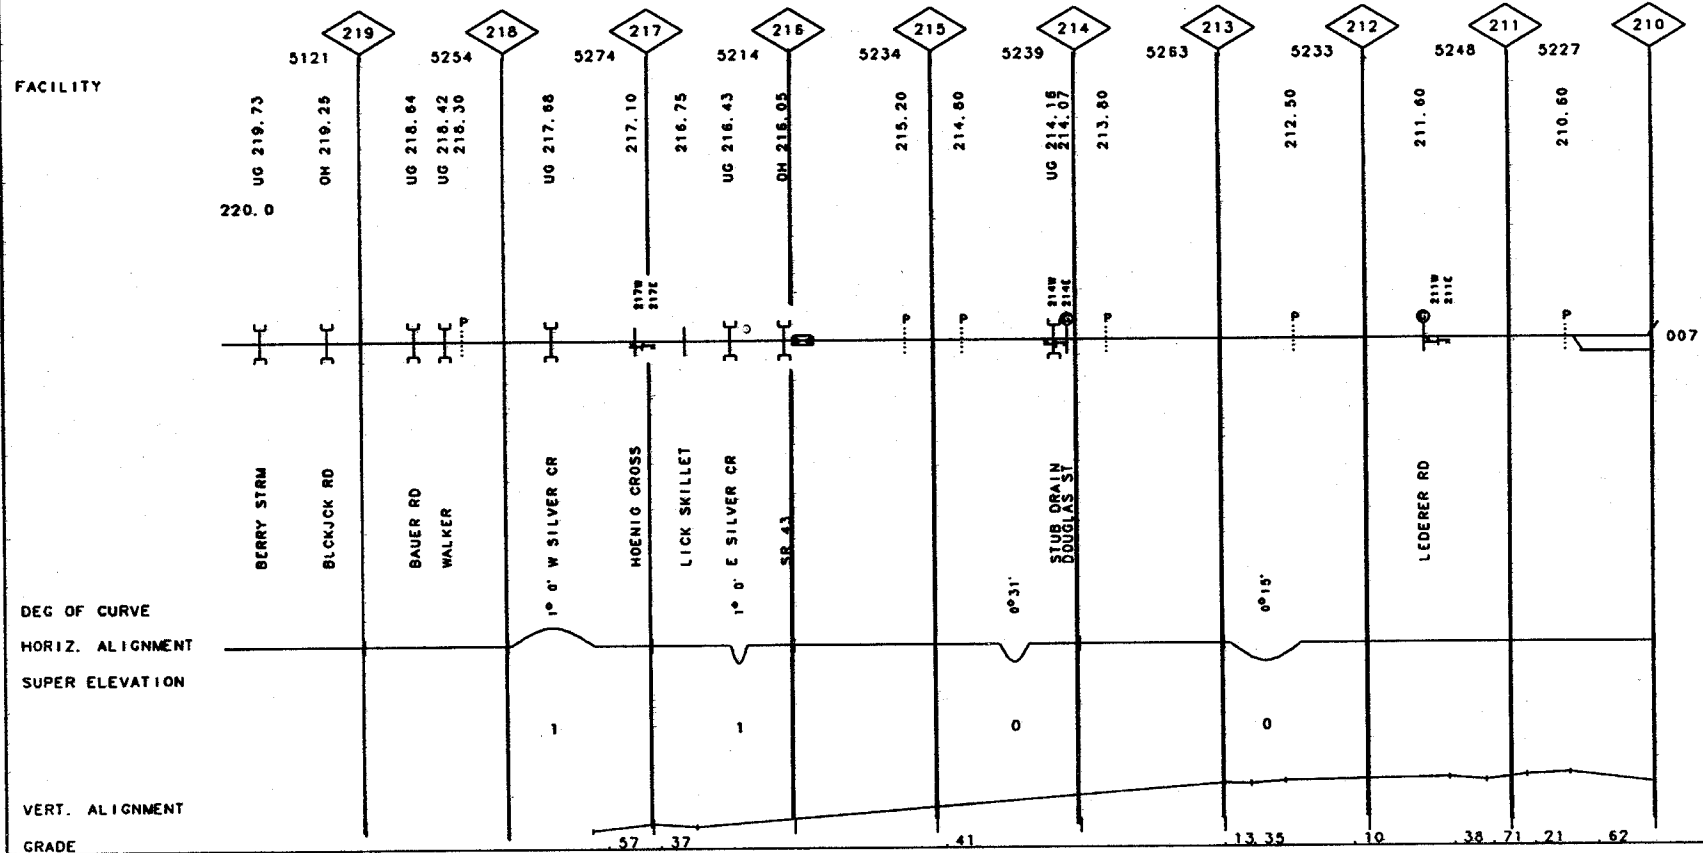 219 218 217 216 215 214 213 212 211 210
5121 5254 5274 5214 5234 5239 5263 5233 5248 5227
FACILITY
UG 219.73
OH 219.25
UG 218.64
UG 218.42
218.30
UG 217.68
217.10
216.75
UG 216.43
OH 216.05
215.20
214.80
UG 214.16
214.07
213.80
212.50
211.60
210.60
220.0
217W
217E
214W
214E
211W
211E
P P P P P P
007
BERRY STRM
BLCKJCK RD
BAUER RD
WALKER
1° 0' W SILVER CR
HOENIG CROSS
LICK SKILLET
1° 0' E SILVER CR
SR 43
0°31'
STUB DRAIN
DOUGLAS ST
0°15'
LEDERER RD
DEG OF CURVE
HORIZ. ALIGNMENT
SUPER ELEVATION
1 1 0 0
VERT. ALIGNMENT
GRADE .57 .37 .41 .13 .35 .10 .38 .71 .21 .62